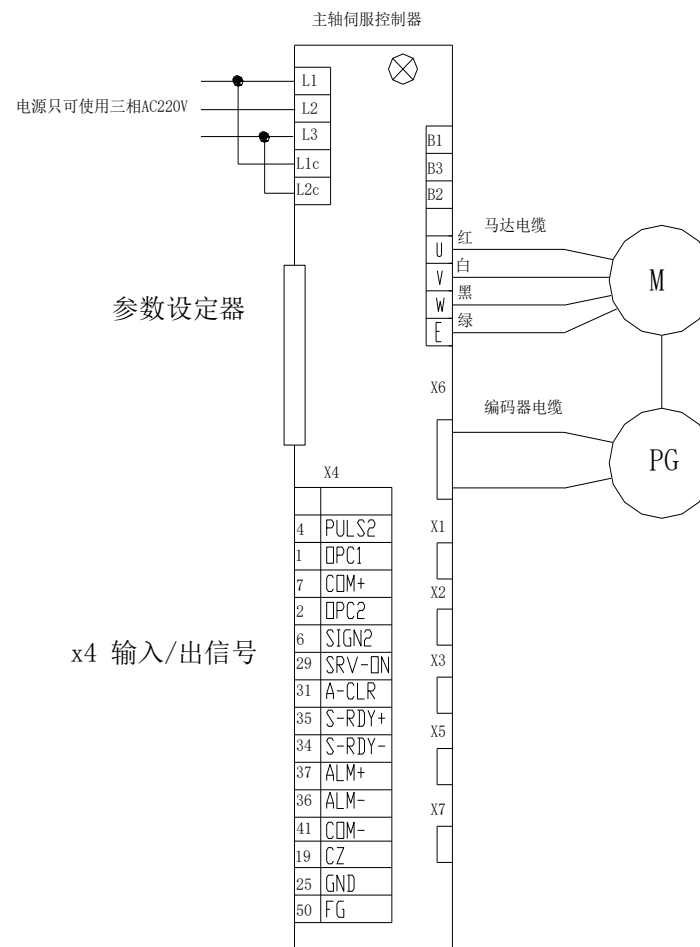 主轴伺服控制器
L1
电源只可使用三相AC220V
L2
L3
L1c
L2c
B1
B3
B2
马达电缆
U 红
V 白
W 黑
E 绿
M
参数设定器
X6
编码器电缆
PG
X4
X1
X2
X3
X5
X7
x4 输入/出信号
4 PULS2
1 OPC1
7 COM+
2 OPC2
6 SIGN2
29 SRV-ON
31 A-CLR
35 S-RDY+
34 S-RDY-
37 ALM+
36 ALM-
41 COM-
19 CZ
25 GND
50 FG